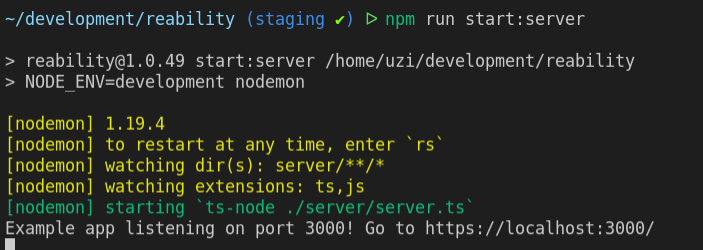 ~/development/reability (staging ✔) ᐅ npm run start:server
> reability@1.0.49 start:server /home/uzi/development/reability
> NODE_ENV=development nodemon
[nodemon] 1.19.4
[nodemon] to restart at any time, enter `rs`
[nodemon] watching dir(s): server/**/*
[nodemon] watching extensions: ts,js
[nodemon] starting `ts-node ./server/server.ts`
Example app listening on port 3000! Go to https://localhost:3000/